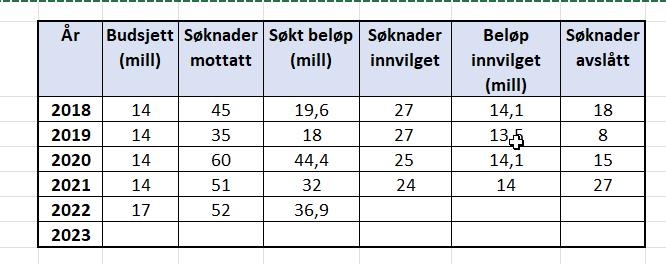 År Budsjett Søknader Søkt beløp Søknader Beløp Søknader
(mill) mottatt (mill) innvilget innvilget avslått
(mill)
2018 14 45 19,6 27 14,1 18
2019 14 35 18 27 13,5 8
2020 14 60 44,4 25 14,1 15
2021 14 51 32 24 14 27
2022 17 52 36,9
2023